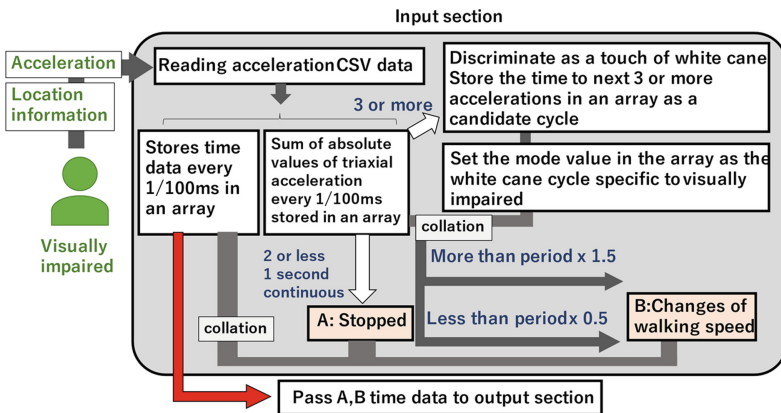 Input section
Acceleration
Location
information
Visually
impaired
Reading acceleration CSV data
3 or more
Discriminate as a touch of white cane
Store the time to next 3 or more
accelerations in an array as a
candidate cycle
Stores time
data every
1/100ms in
an array
Sum of absolute
values of triaxial
acceleration
every 1/100ms
stored in an array
Set the mode value in the array as the
white cane cycle specific to visually
impaired
collation
2 or less
1 second
continuous
More than period x 1.5
Less than period x 0.5
A: Stopped
B:Changes of
walking speed
collation
Pass A,B time data to output section